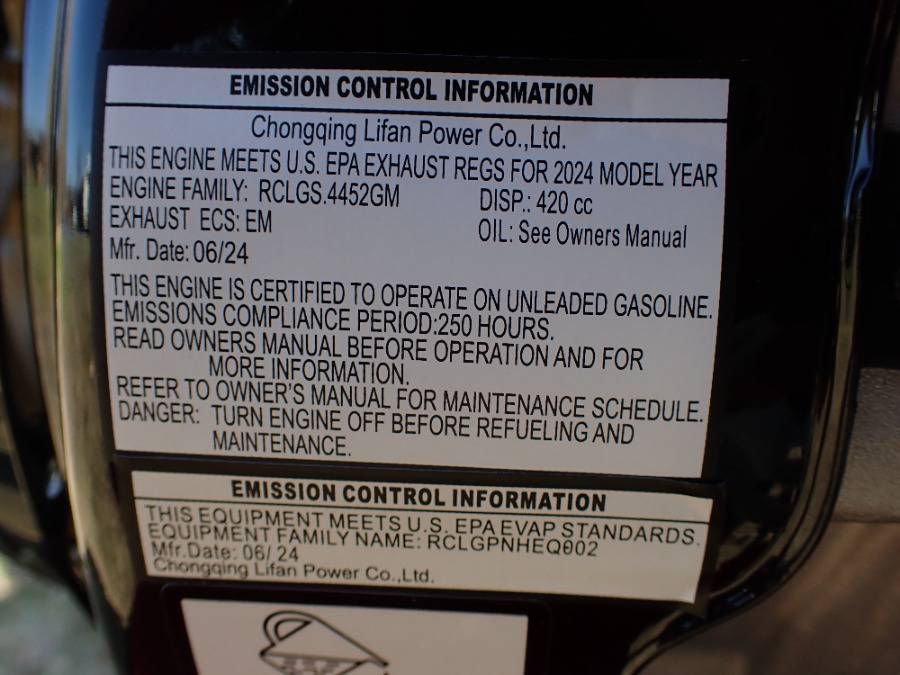 EMISSION CONTROL INFORMATION
Chongqing Lifan Power Co.,Ltd.
THIS ENGINE MEETS U.S. EPA EXHAUST REGS FOR 2024 MODEL YEAR
ENGINE FAMILY: RCLGS.4452GM DISP.: 420 cc
EXHAUST ECS: EM OIL: See Owners Manual
Mfr. Date: 06/24
THIS ENGINE IS CERTIFIED TO OPERATE ON UNLEADED GASOLINE.
EMISSIONS COMPLIANCE PERIOD:250 HOURS.
READ OWNERS MANUAL BEFORE OPERATION AND FOR
MORE INFORMATION.
REFER TO OWNER'S MANUAL FOR MAINTENANCE SCHEDULE.
DANGER: TURN ENGINE OFF BEFORE REFUELING AND
MAINTENANCE.
EMISSION CONTROL INFORMATION
THIS EQUIPMENT MEETS U.S. EPA EVAP STANDARDS.
EQUIPMENT FAMILY NAME: RCLGPNHEQ002
Mfr.Date: 06/ 24
Chongqing Lifan Power Co.,Ltd.